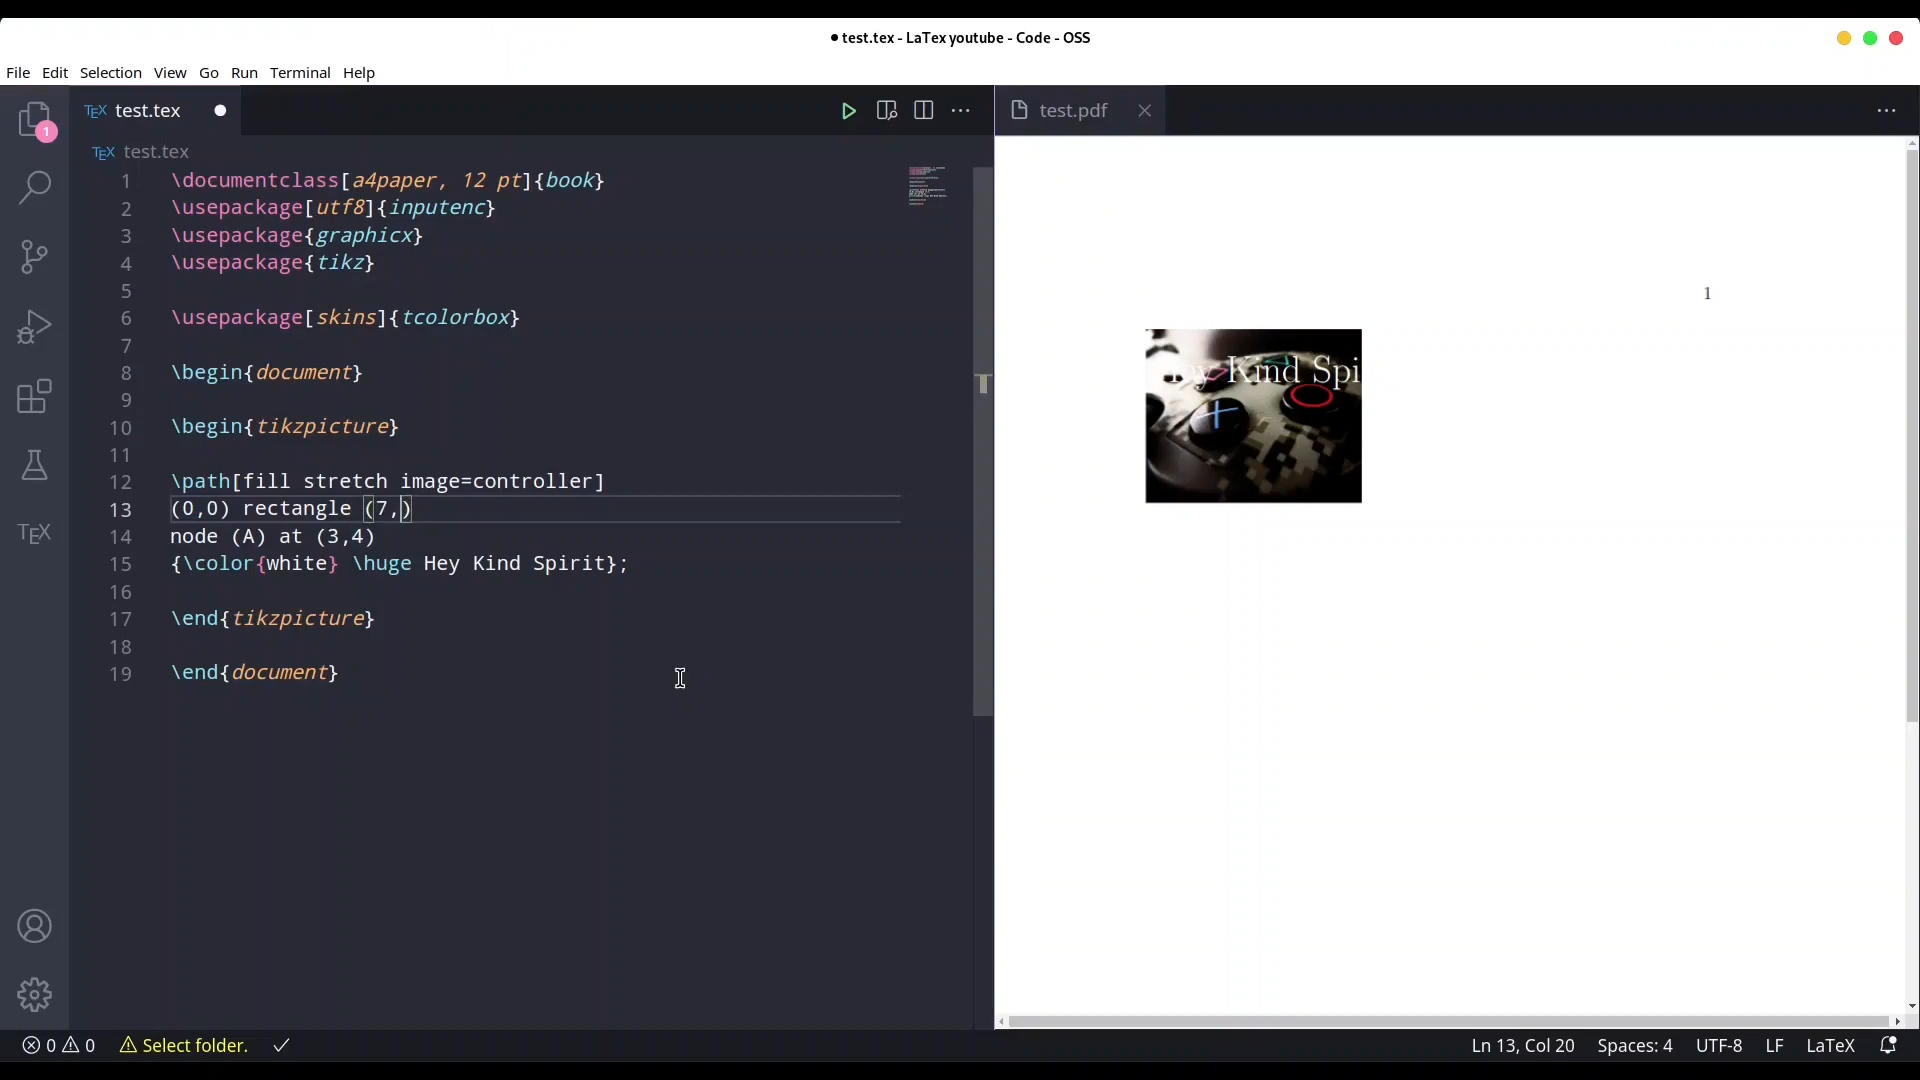 ● test.tex - LaTex youtube - Code - OSS
File Edit Selection View Go Run Terminal Help
TEX test.tex
test.pdf
1
TEX test.tex
1 \documentclass[a4paper, 12 pt]{book}
2 \usepackage[utf8]{inputenc}
3 \usepackage{graphicx}
4 \usepackage{tikz}
5
6 \usepackage[skins]{tcolorbox}
7
8 \begin{document}
9
10 \begin{tikzpicture}
11
12 \path[fill stretch image=controller]
13 (0,0) rectangle (7,)
14 node (A) at (3,4)
15 {\color{white} \huge Hey Kind Spirit};
16
17 \end{tikzpicture}
18
19 \end{document}
TEX
1
Hey Kind Spi
0 0 Select folder.
Ln 13, Col 20 Spaces: 4 UTF-8 LF LaTeX